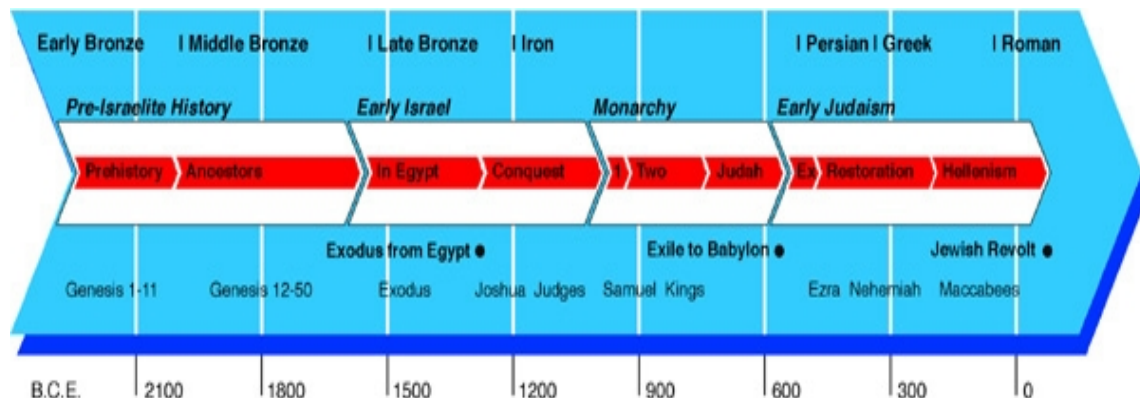 Early Bronze | Middle Bronze | Late Bronze | Iron | Persian | Greek | Roman
Pre-Israelite History Early Israel Monarchy Early Judaism
Prehistory Ancestors In Egypt Conquest 1 Two Judah Ex Restoration Hellenism
Exodus from Egypt Exile to Babylon Jewish Revolt
Genesis 1-11 Genesis 12-50 Exodus Joshua Judges Samuel Kings Ezra Nehemiah Maccabees
B.C.E. 2100 1800 1500 1200 900 600 300 0